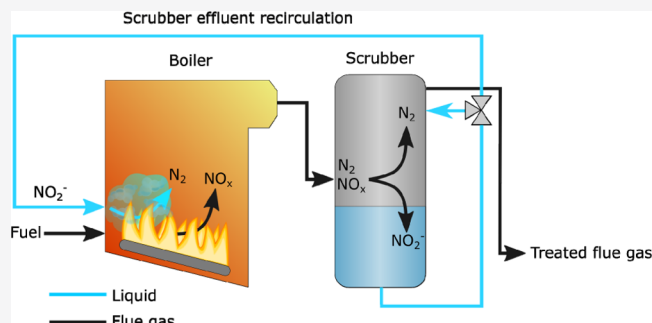 Scrubber effluent recirculation
Boiler
Scrubber
N₂
N₂
NOₓ
N₂
NOₓ
NO₂⁻
NO₂⁻
Fuel
Treated flue gas
Liquid
Flue gas